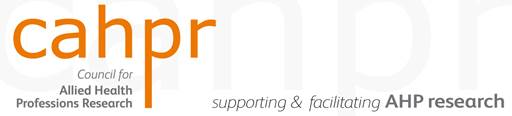 cahpr
Council for
Allied Health
Professions Research
supporting & facilitating AHP research